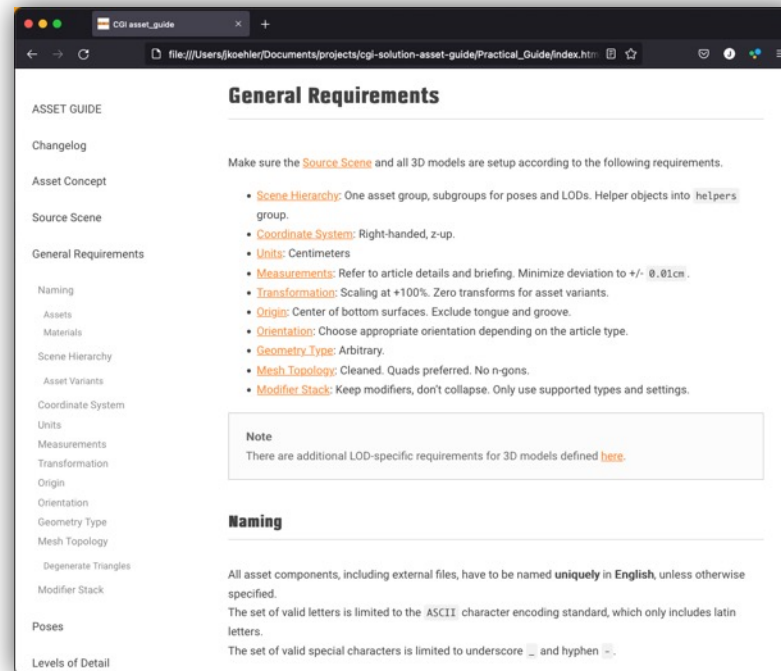 CGI asset_guide
file:///Users/jkoehler/Documents/projects/cgi-solution-asset-guide/Practical_Guide/index.htm
ASSET GUIDE
Changelog
Asset Concept
Source Scene
General Requirements
Naming
Assets
Materials
Scene Hierarchy
Asset Variants
Coordinate System
Units
Measurements
Transformation
Origin
Orientation
Geometry Type
Mesh Topology
Degenerate Triangles
Modifier Stack
Poses
Levels of Detail
General Requirements
Make sure the Source Scene and all 3D models are setup according to the following requirements.
• Scene Hierarchy: One asset group, subgroups for poses and LODs. Helper objects into helpers
group.
• Coordinate System: Right-handed, z-up.
• Units: Centimeters
• Measurements: Refer to article details and briefing. Minimize deviation to +/- 0.01cm.
• Transformation: Scaling at +100%. Zero transforms for asset variants.
• Origin: Center of bottom surfaces. Exclude tongue and groove.
• Orientation: Choose appropriate orientation depending on the article type.
• Geometry Type: Arbitrary.
• Mesh Topology: Cleaned. Quads preferred. No n-gons.
• Modifier Stack: Keep modifiers, don't collapse. Only use supported types and settings.
Note
There are additional LOD-specific requirements for 3D models defined here.
Naming
All asset components, including external files, have to be named uniquely in English, unless otherwise
specified.
The set of valid letters is limited to the ASCII character encoding standard, which only includes latin
letters.
The set of valid special characters is limited to underscore _ and hyphen -.